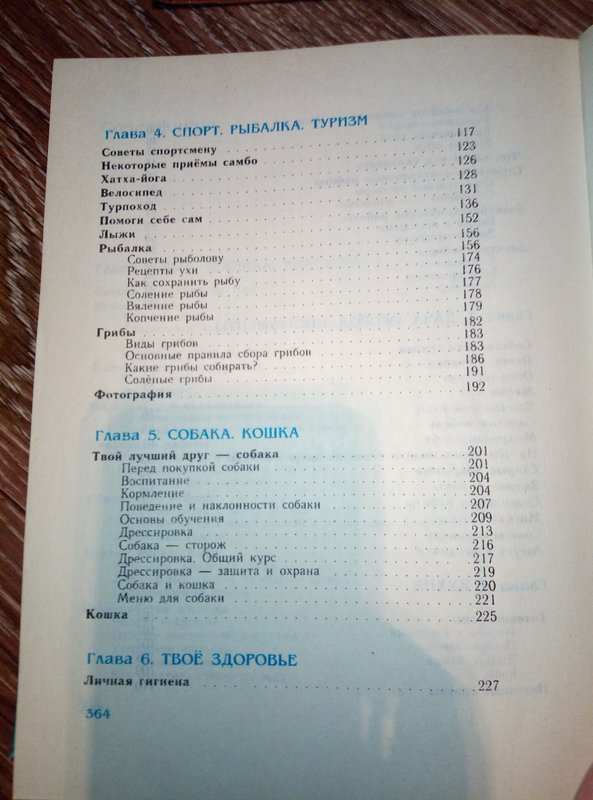 Глава 4. СПОРТ. РЫБАЛКА. ТУРИЗМ
Советы спортсмену 117
Некоторые приёмы самбо 123
Хатха-йога 126
Велосипед 128
Турпоход 131
Помоги себе сам 136
Лыжи 152
Рыбалка 156
Советы рыболову 156
Рецепты ухи 174
Как сохранить рыбу 176
Соление рыбы 177
Вяление рыбы 178
Копчение рыбы 179
Грибы 182
Виды грибов 183
Основные правила сбора грибов 183
Какие грибы собирать? 186
Солёные грибы 191
Фотография 192
Глава 5. СОБАКА. КОШКА
Твой лучший друг — собака 201
Перед покупкой собаки 201
Воспитание 204
Кормление 204
Поведение и наклонности собаки 207
Основы обучения 209
Дрессировка 213
Собака — сторож 216
Дрессировка. Общий курс 217
Дрессировка — защита и охрана 219
Собака и кошка 220
Меню для собаки 221
Кошка 225
Глава 6. ТВОЁ ЗДОРОВЬЕ
Личная гигиена 227
364